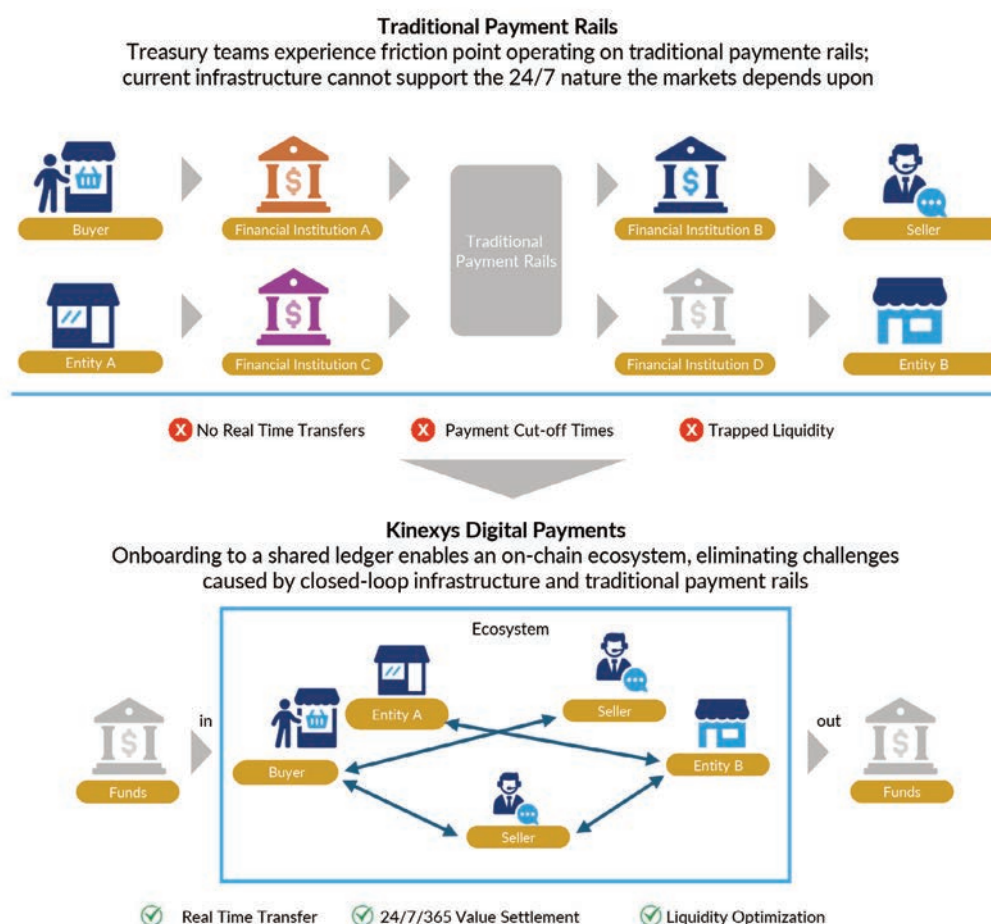 Traditional Payment Rails
Treasury teams experience friction point operating on traditional paymente rails;
current infrastructure cannot support the 24/7 nature the markets depends upon
$
$
Buyer
Financial Institution A
Financial Institution B
Seller
Traditional
Payment Rails
$
$
Entity A
Financial Institution C
Financial Institution D
Entity B
X No Real Time Transfers
X Payment Cut-off Times
X Trapped Liquidity
Kinexys Digital Payments
Onboarding to a shared ledger enables an on-chain ecosystem, eliminating challenges
caused by closed-loop infrastructure and traditional payment rails
Ecosystem
Entity A
Seller
in
out
$
$
Buyer
Entity B
Funds
Funds
Seller
Real Time Transfer
24/7/365 Value Settlement
Liquidity Optimization